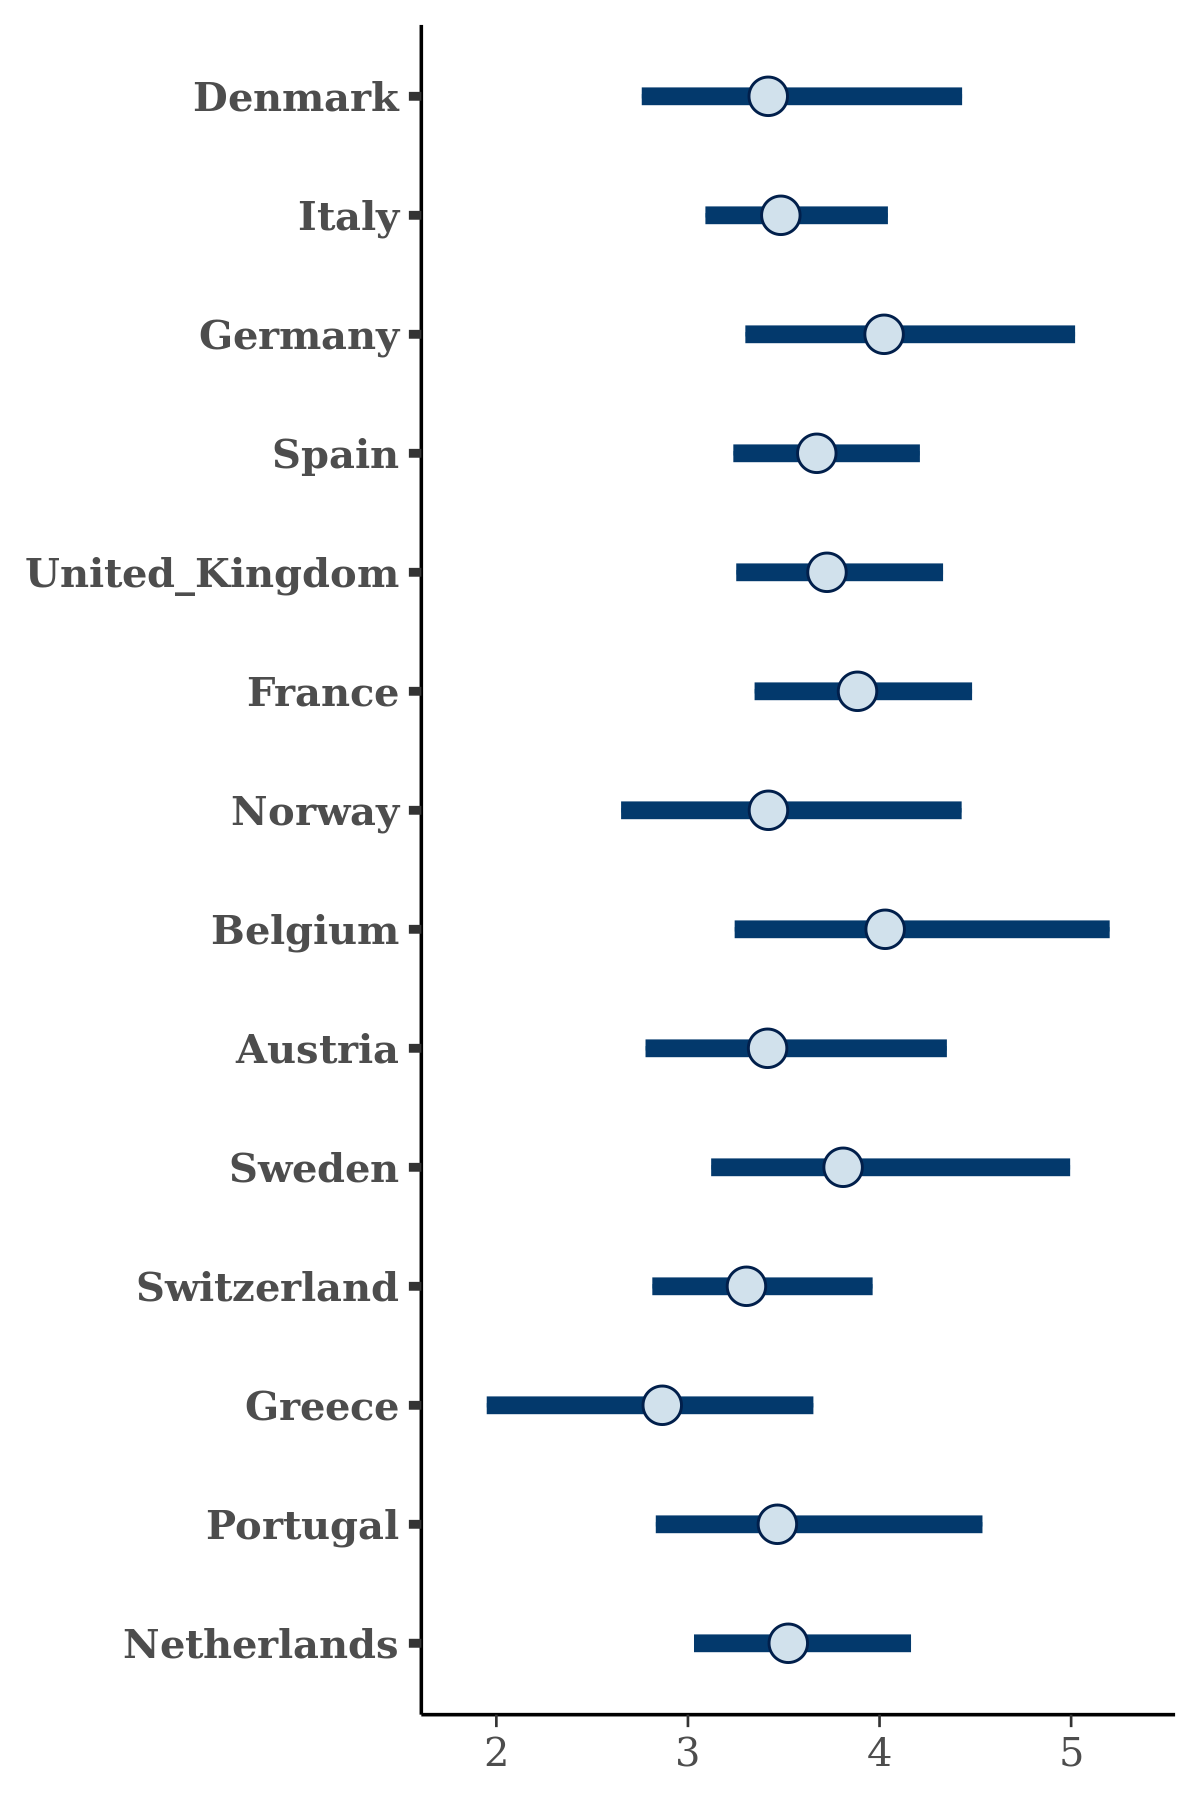 Denmark
Italy
Germany
Spain
United_Kingdom
France
Norway
Belgium
Austria
Sweden
Switzerland
Greece
Portugal
Netherlands
2 3 4 5